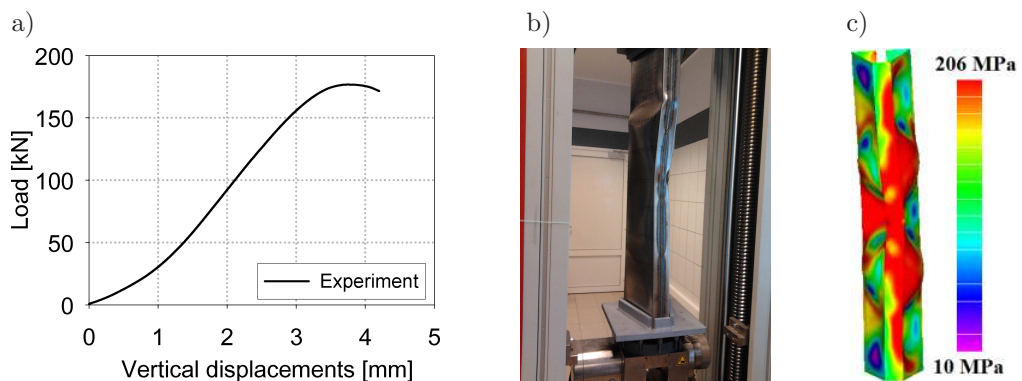 a)
b)
c)
200
150
100
50
0
Load [kN]
Experiment
0 1 2 3 4 5
Vertical displacements [mm]
206 MPa
10 MPa